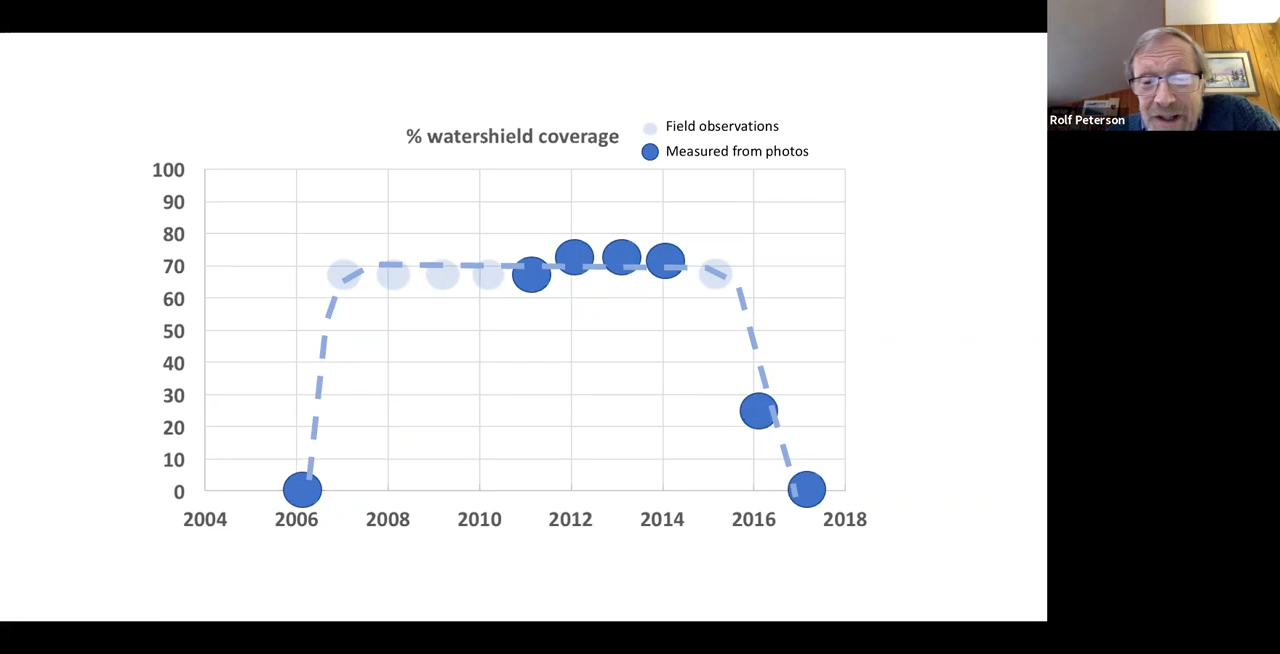 % watershield coverage
Field observations
Measured from photos
100
90
80
70
60
50
40
30
20
10
0
2004 2006 2008 2010 2012 2014 2016 2018
Rolf Peterson